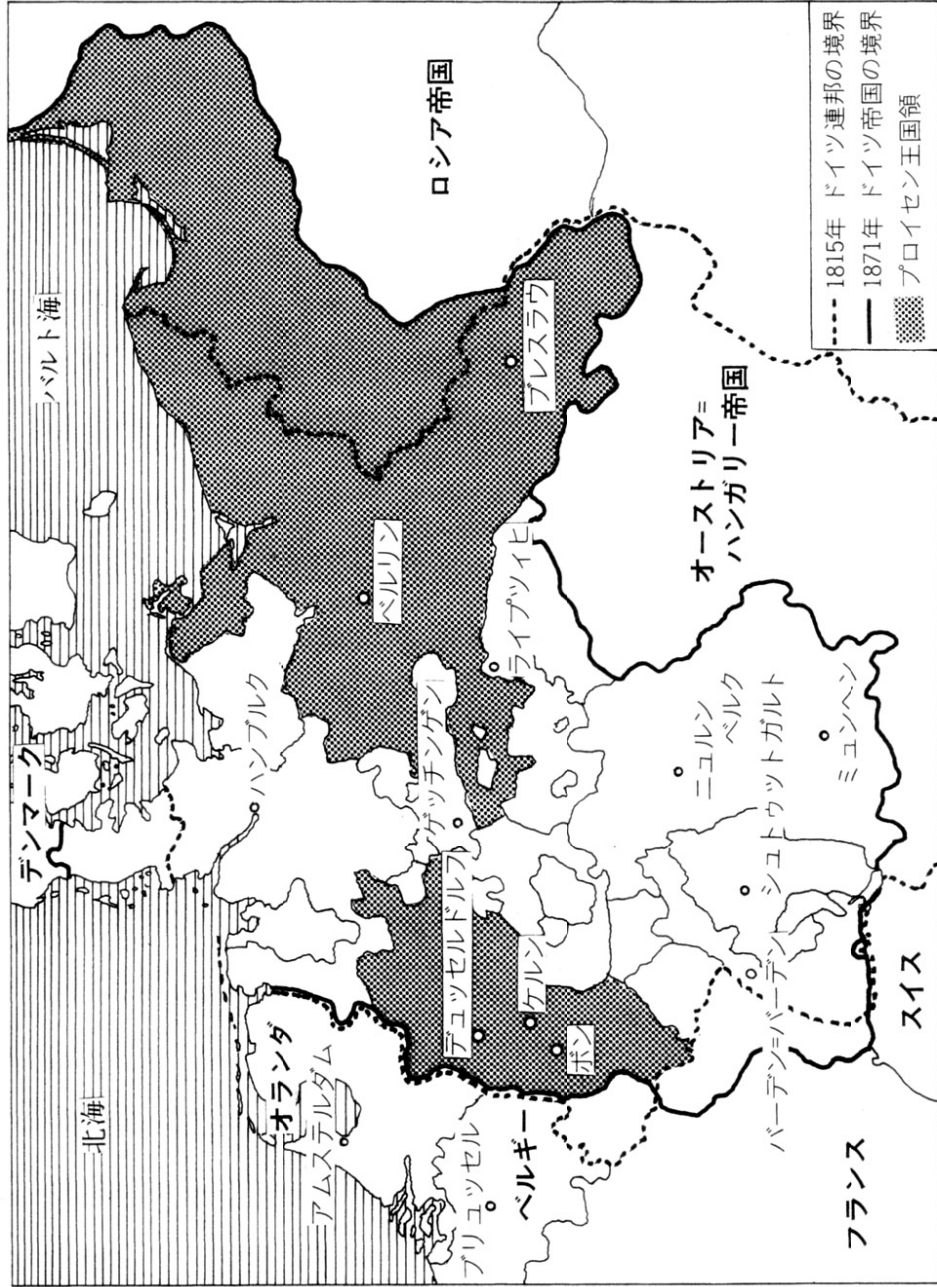 北海
バルト海
デンマーク
ロシア帝国
ハンブルク
オランダ
アムステルダム
ベルリン
ゲッチンゲン
デュッセルドルフ
ブリュッセル
ベルギー
ケルン
ボン
ライプツィヒ
ブレスラウ
オーストリア=
ハンガリー帝国
ニュルン
ベルク
シュトゥットガルト
バーデン=バーデン
ミュンヘン
フランス
スイス
1815年 ドイツ連邦の境界
1871年 ドイツ帝国の境界
プロイセン王国領